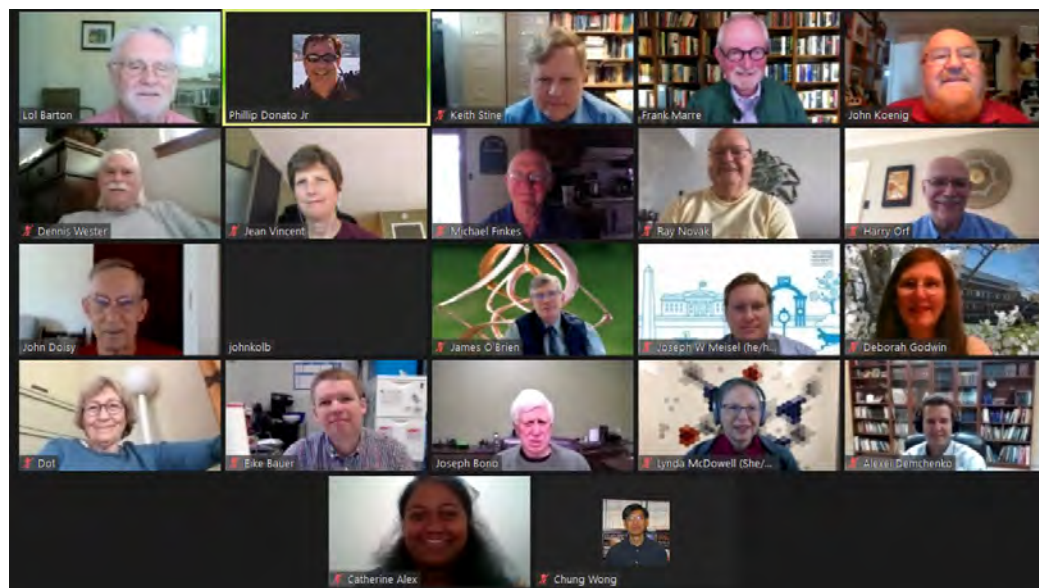 Lol Barton
Phillip Donato Jr
Keith Stine
Frank Marre
John Koenig
Dennis Wester
Jean Vincent
Michael Finkes
Ray Novak
Harry Orf
John Doisy
johnkolb
James O'Brien
Joseph W Meisel (he/h...
Deborah Godwin
Dot
Eike Bauer
Joseph Bono
Lynda McDowell (She/...
Alexei Demchenko
Catherine Alex
Chung Wong